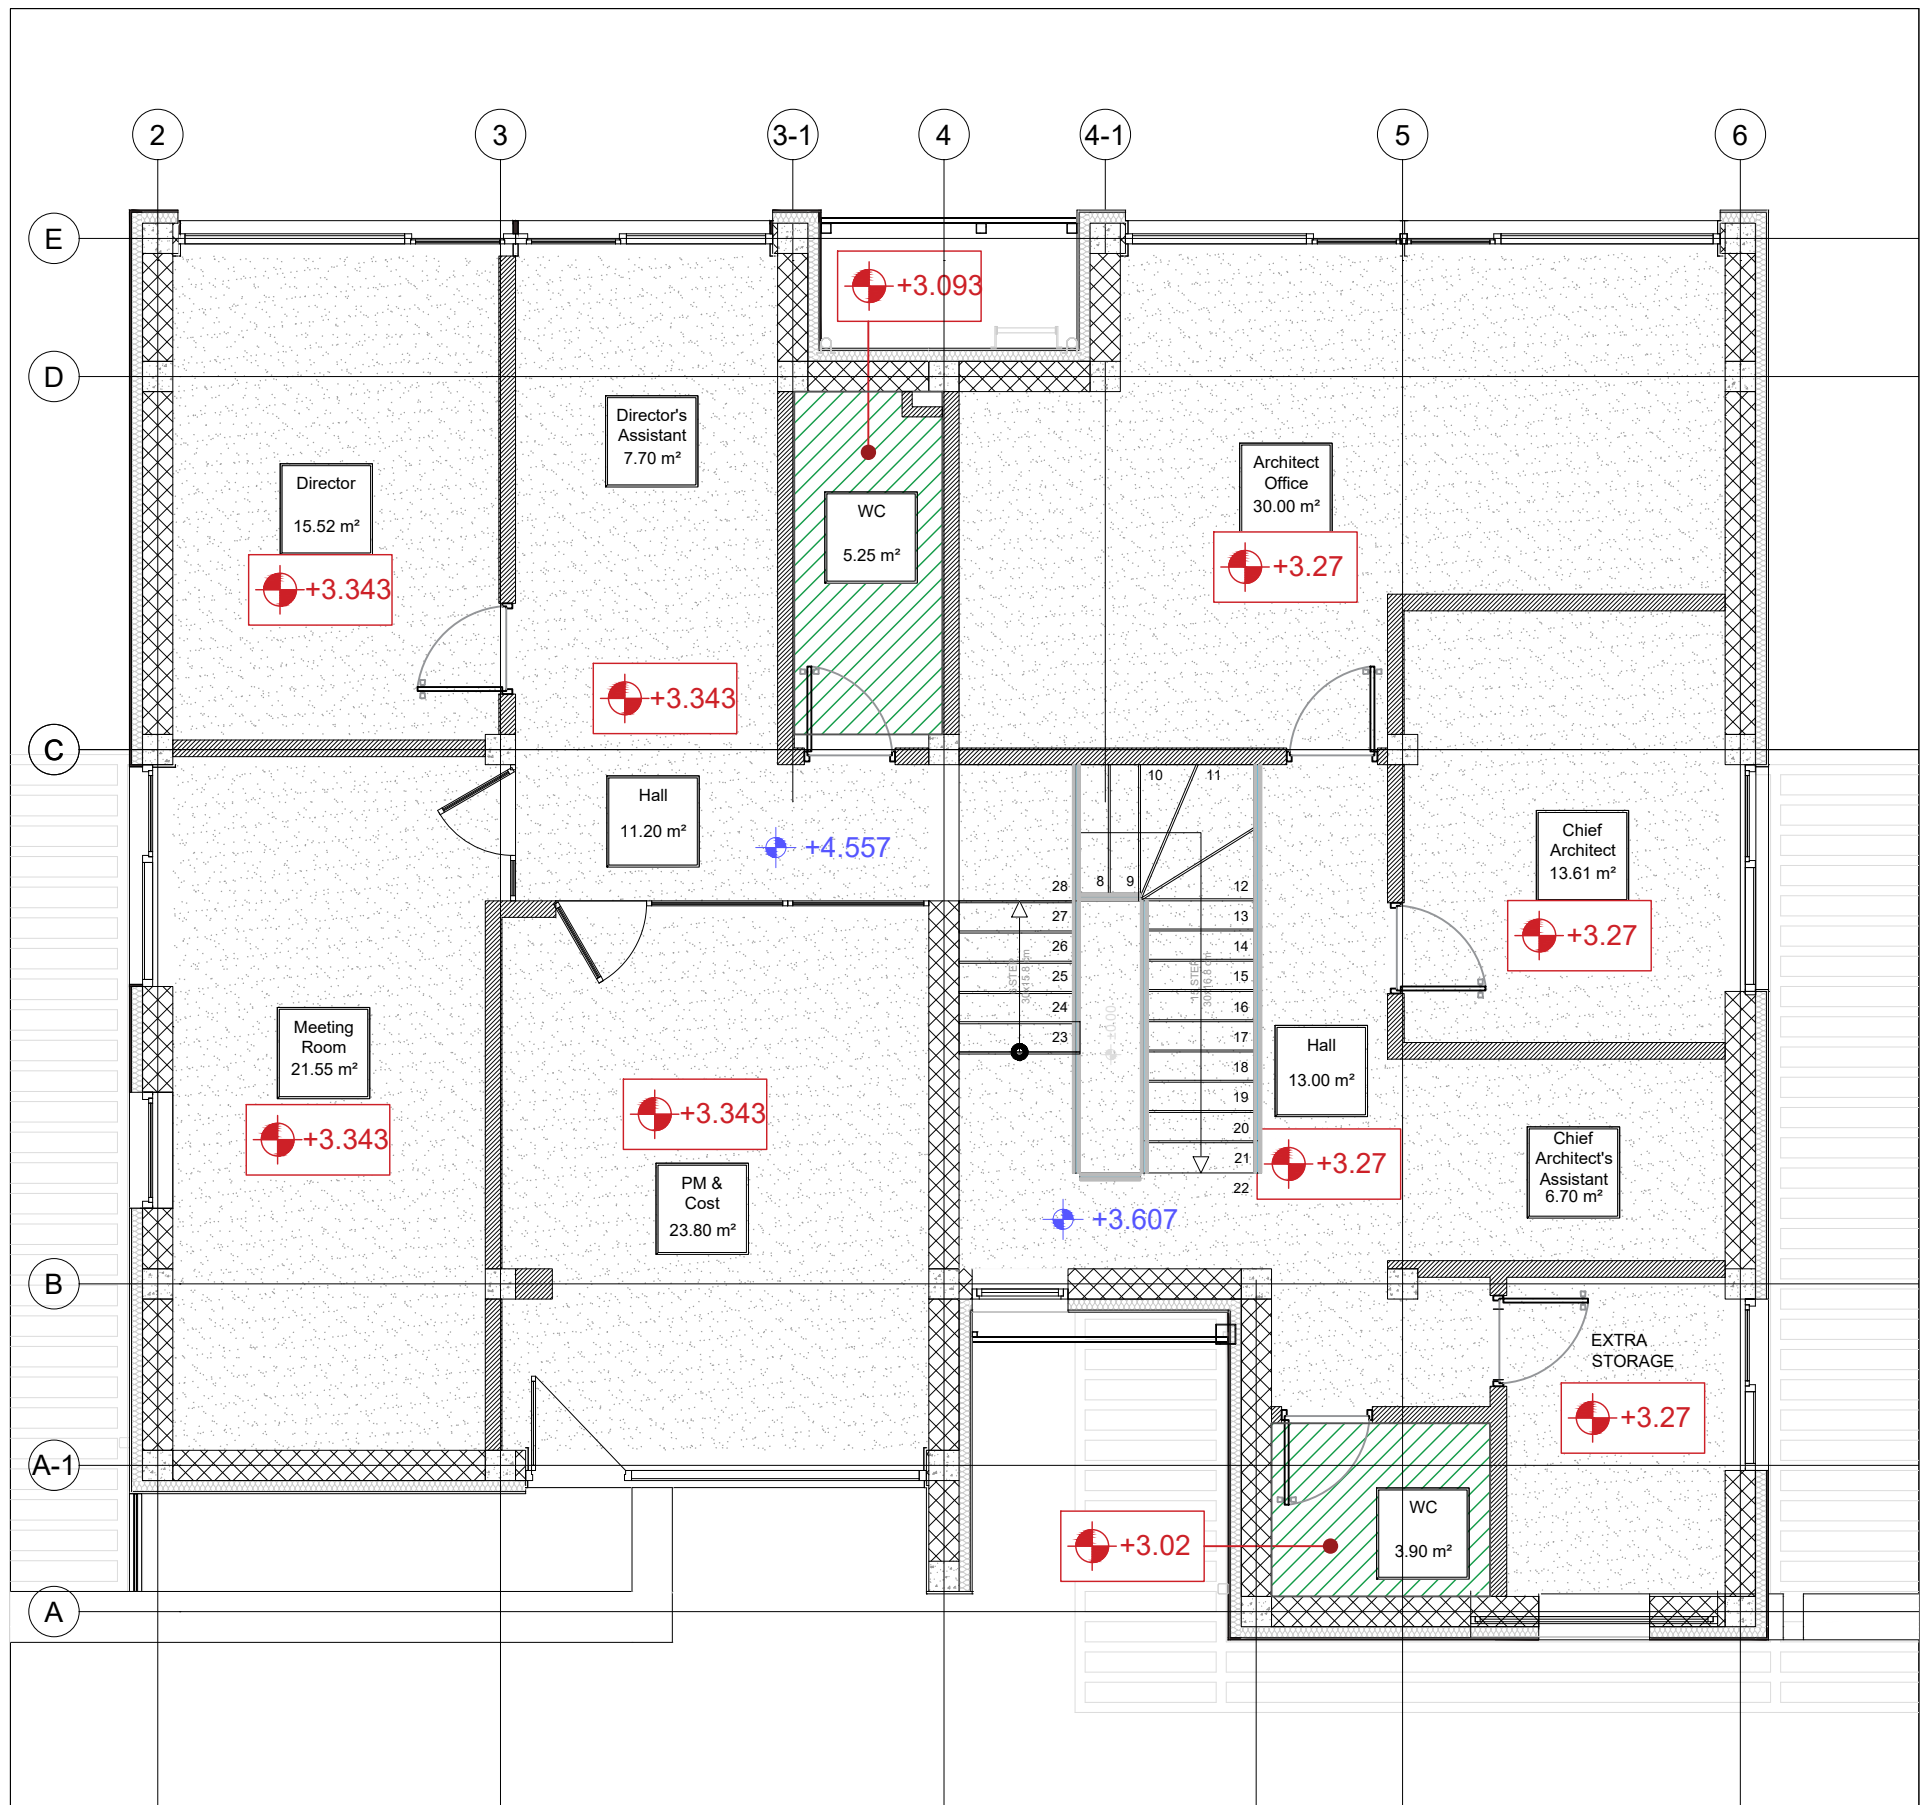 2
3
3-1
4
4-1
5
6
E
D
C
B
A-1
A
+3.093
Director's
Assistant
7.70 m²
Director
15.52 m²
+3.343
WC
5.25 m²
Architect
Office
30.00 m²
+3.27
+3.343
Hall
11.20 m²
+4.557
10
11
8
9
28
27
26
25
24
23
12
13
14
15
16
17
18
19
20
21
22
Chief
Architect
13.61 m²
+3.27
Meeting
Room
21.55 m²
+3.343
+3.343
PM &
Cost
23.80 m²
Hall
13.00 m²
+3.27
+3.607
Chief
Architect's
Assistant
6.70 m²
EXTRA
STORAGE
+3.27
WC
3.90 m²
+3.02